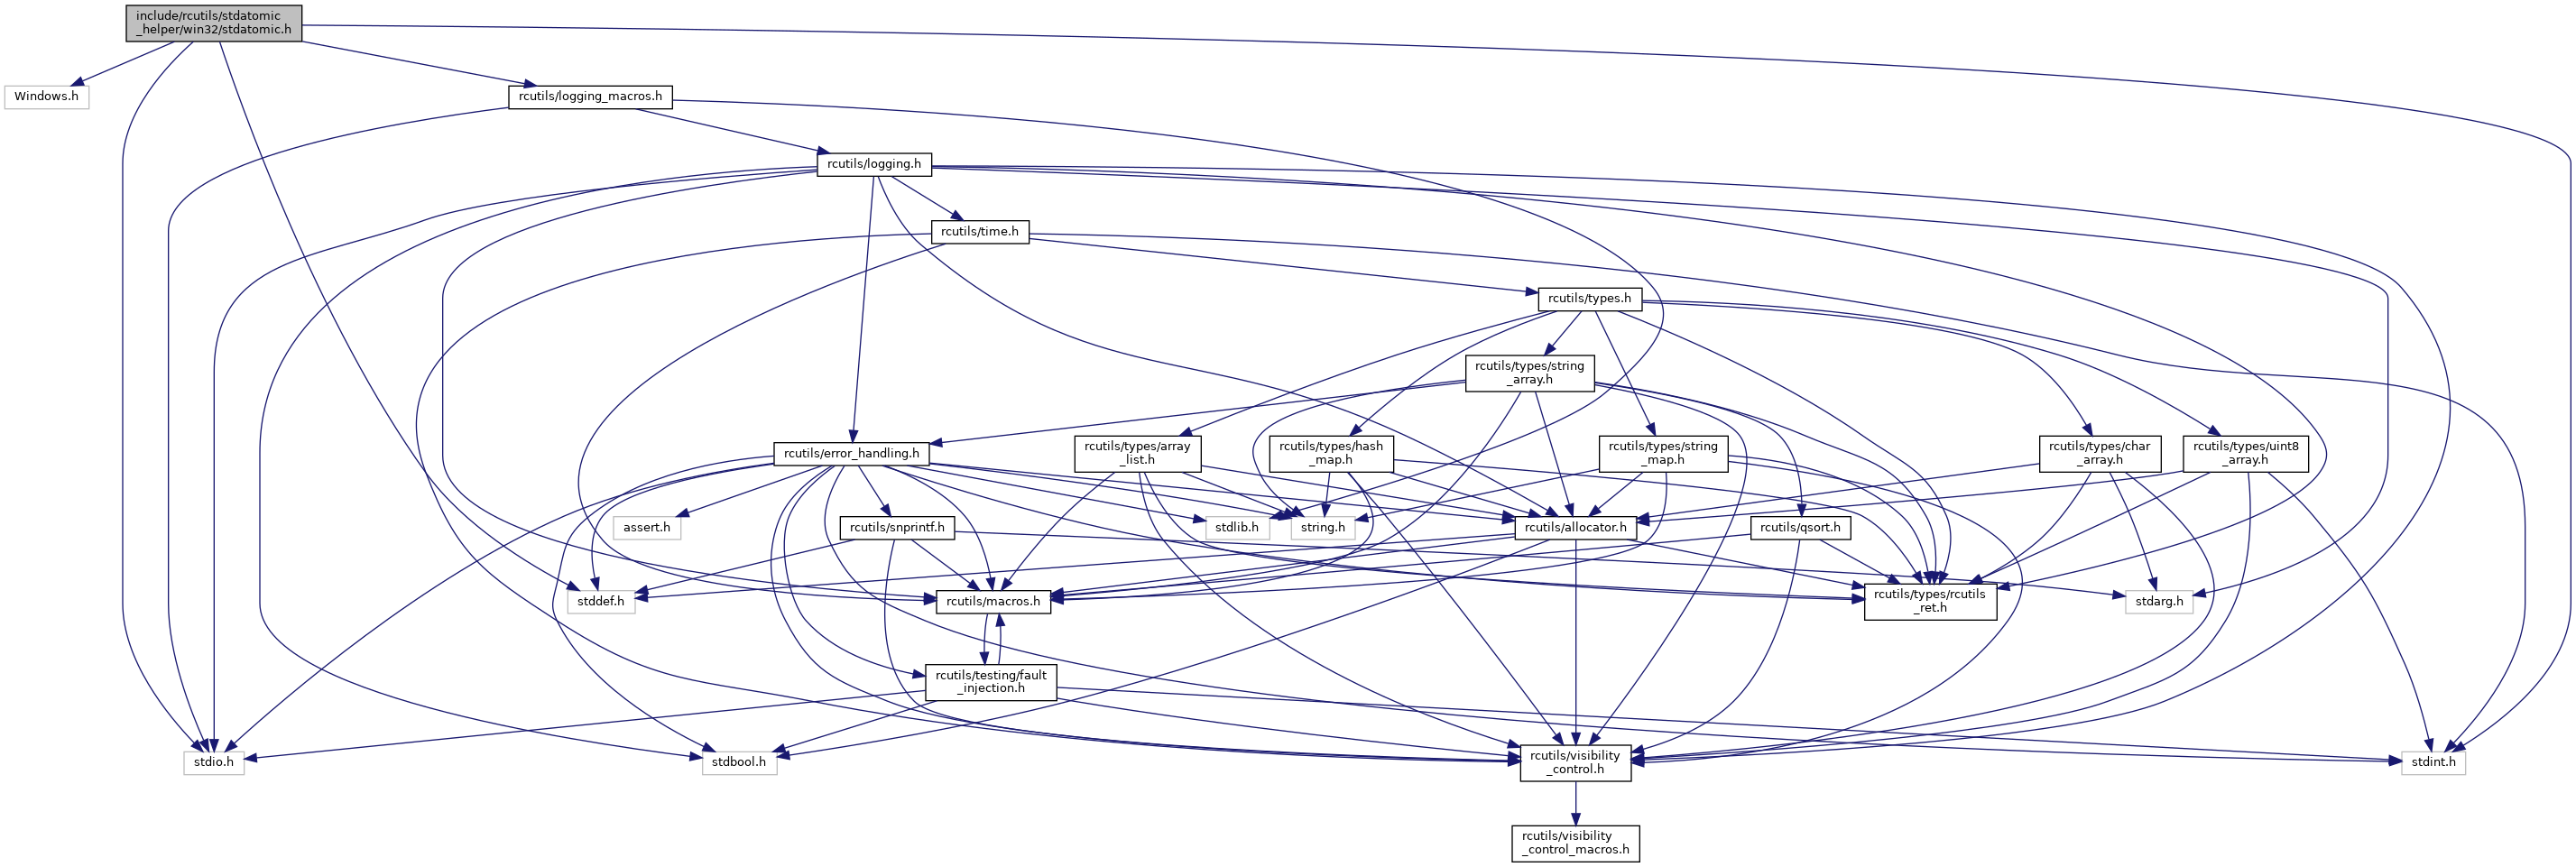 include/rcutils/stdatomic
_helper/win32/stdatomic.h
Windows.h
rcutils/logging_macros.h
rcutils/logging.h
rcutils/time.h
rcutils/types.h
rcutils/types/string
_array.h
rcutils/error_handling.h
rcutils/types/array
_list.h
rcutils/types/hash
_map.h
rcutils/types/string
_map.h
rcutils/types/char
_array.h
rcutils/types/uint8
_array.h
assert.h
rcutils/snprintf.h
stdlib.h
string.h
rcutils/allocator.h
rcutils/qsort.h
stddef.h
rcutils/macros.h
rcutils/types/rcutils
_ret.h
stdarg.h
rcutils/testing/fault
_injection.h
stdio.h
stdbool.h
rcutils/visibility
_control.h
stdint.h
rcutils/visibility
_control_macros.h